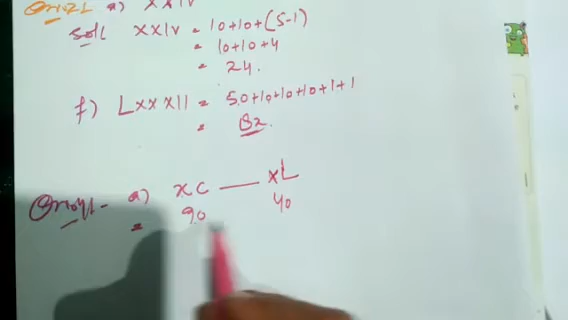 a) XXIV
XXIV = 10+10+(5-1)
= 10+10+4
= 24.
f) LXXXII = 50+10+10+10+1+1
= 82
a) XC — XL
= 90 40